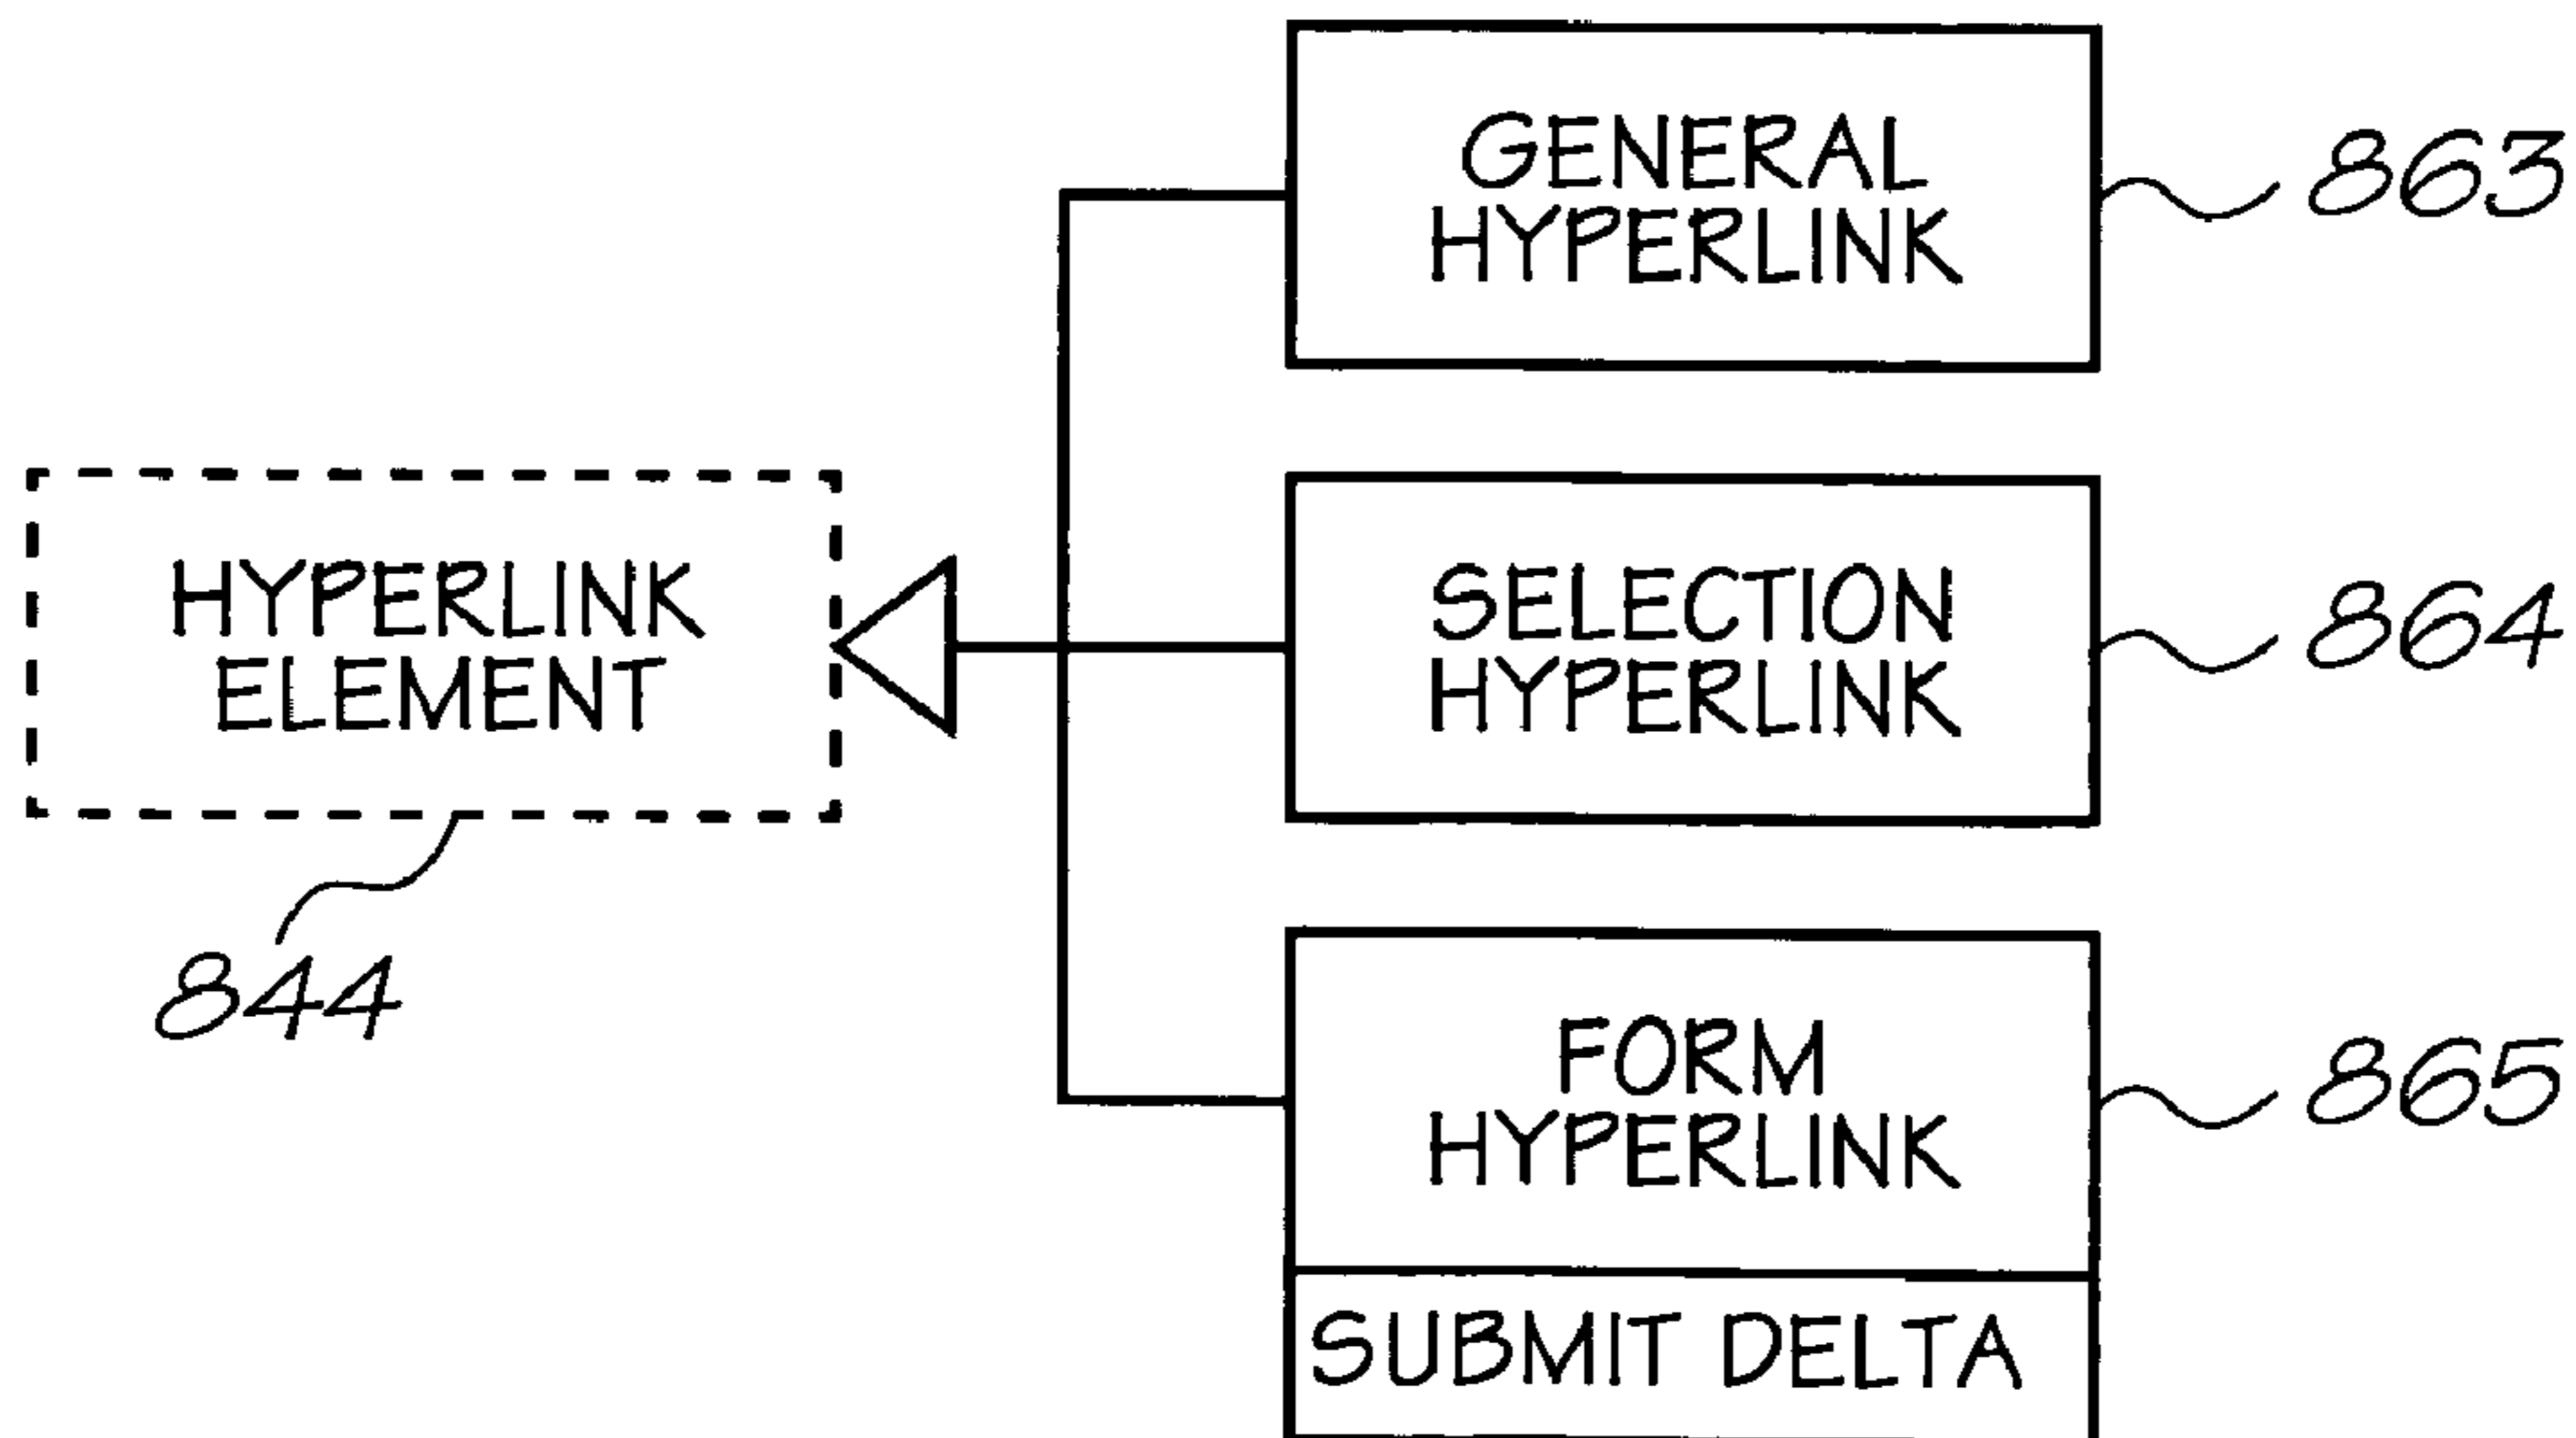 GENERAL
HYPERLINK
863
HYPERLINK
ELEMENT
844
SELECTION
HYPERLINK
864
FORM
HYPERLINK
865
SUBMIT DELTA